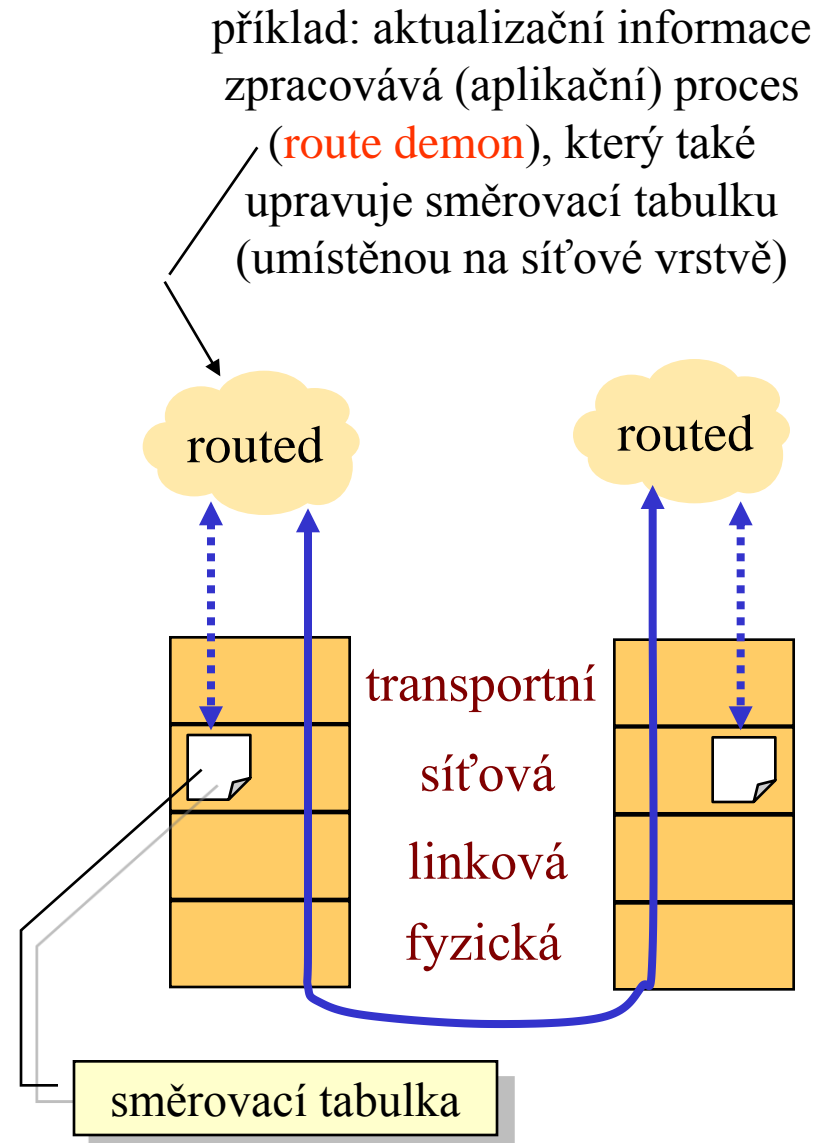 příklad: aktualizační informace
zpracovává (aplikační) proces
(route demon), který také
upravuje směrovací tabulku
(umístěnou na síťové vrstvě)
routed
routed
transportní
síťová
linková
fyzická
směrovací tabulka